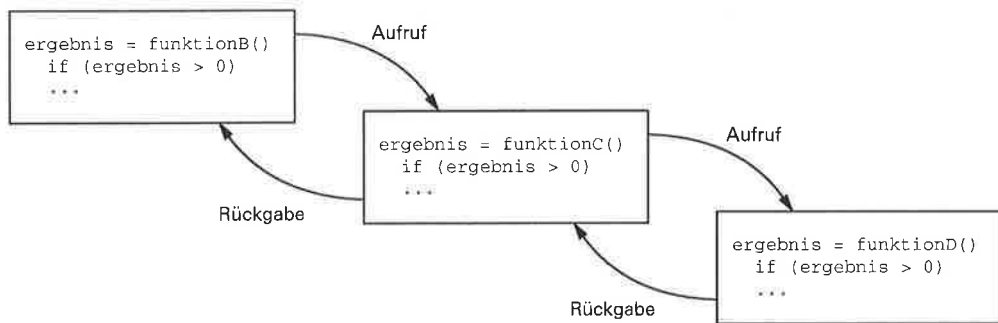 ergebnis = funktionB()
if (ergebnis > 0)
...
Aufruf
ergebnis = funktionC()
if (ergebnis > 0)
...
Rückgabe
Aufruf
ergebnis = funktionD()
if (ergebnis > 0)
...
Rückgabe